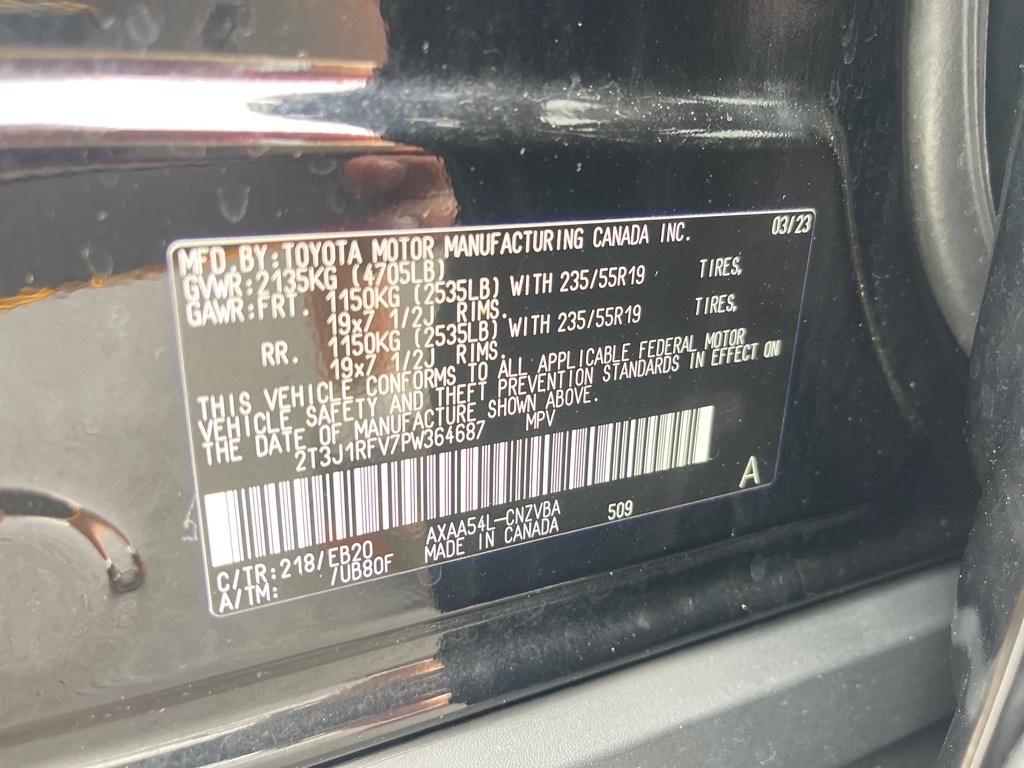 MFD. BY: TOYOTA MOTOR MANUFACTURING CANADA INC. 03/23
GVWR: 2135KG (4705LB)
GAWR: FRT. 1150KG (2535LB) WITH 235/55R19 TIRES,
19x7 1/2J RIMS.
RR. 1150KG (2535LB) WITH 235/55R19 TIRES,
19x7 1/2J RIMS.
THIS VEHICLE CONFORMS TO ALL APPLICABLE FEDERAL MOTOR
VEHICLE SAFETY AND THEFT PREVENTION STANDARDS IN EFFECT ON
THE DATE OF MANUFACTURE SHOWN ABOVE.
2T3J1RFV7PW364687 MPV
A
C/TR: 218/EB20 AXAA54L-CNZVBA 509
A/TM: /UB80F MADE IN CANADA